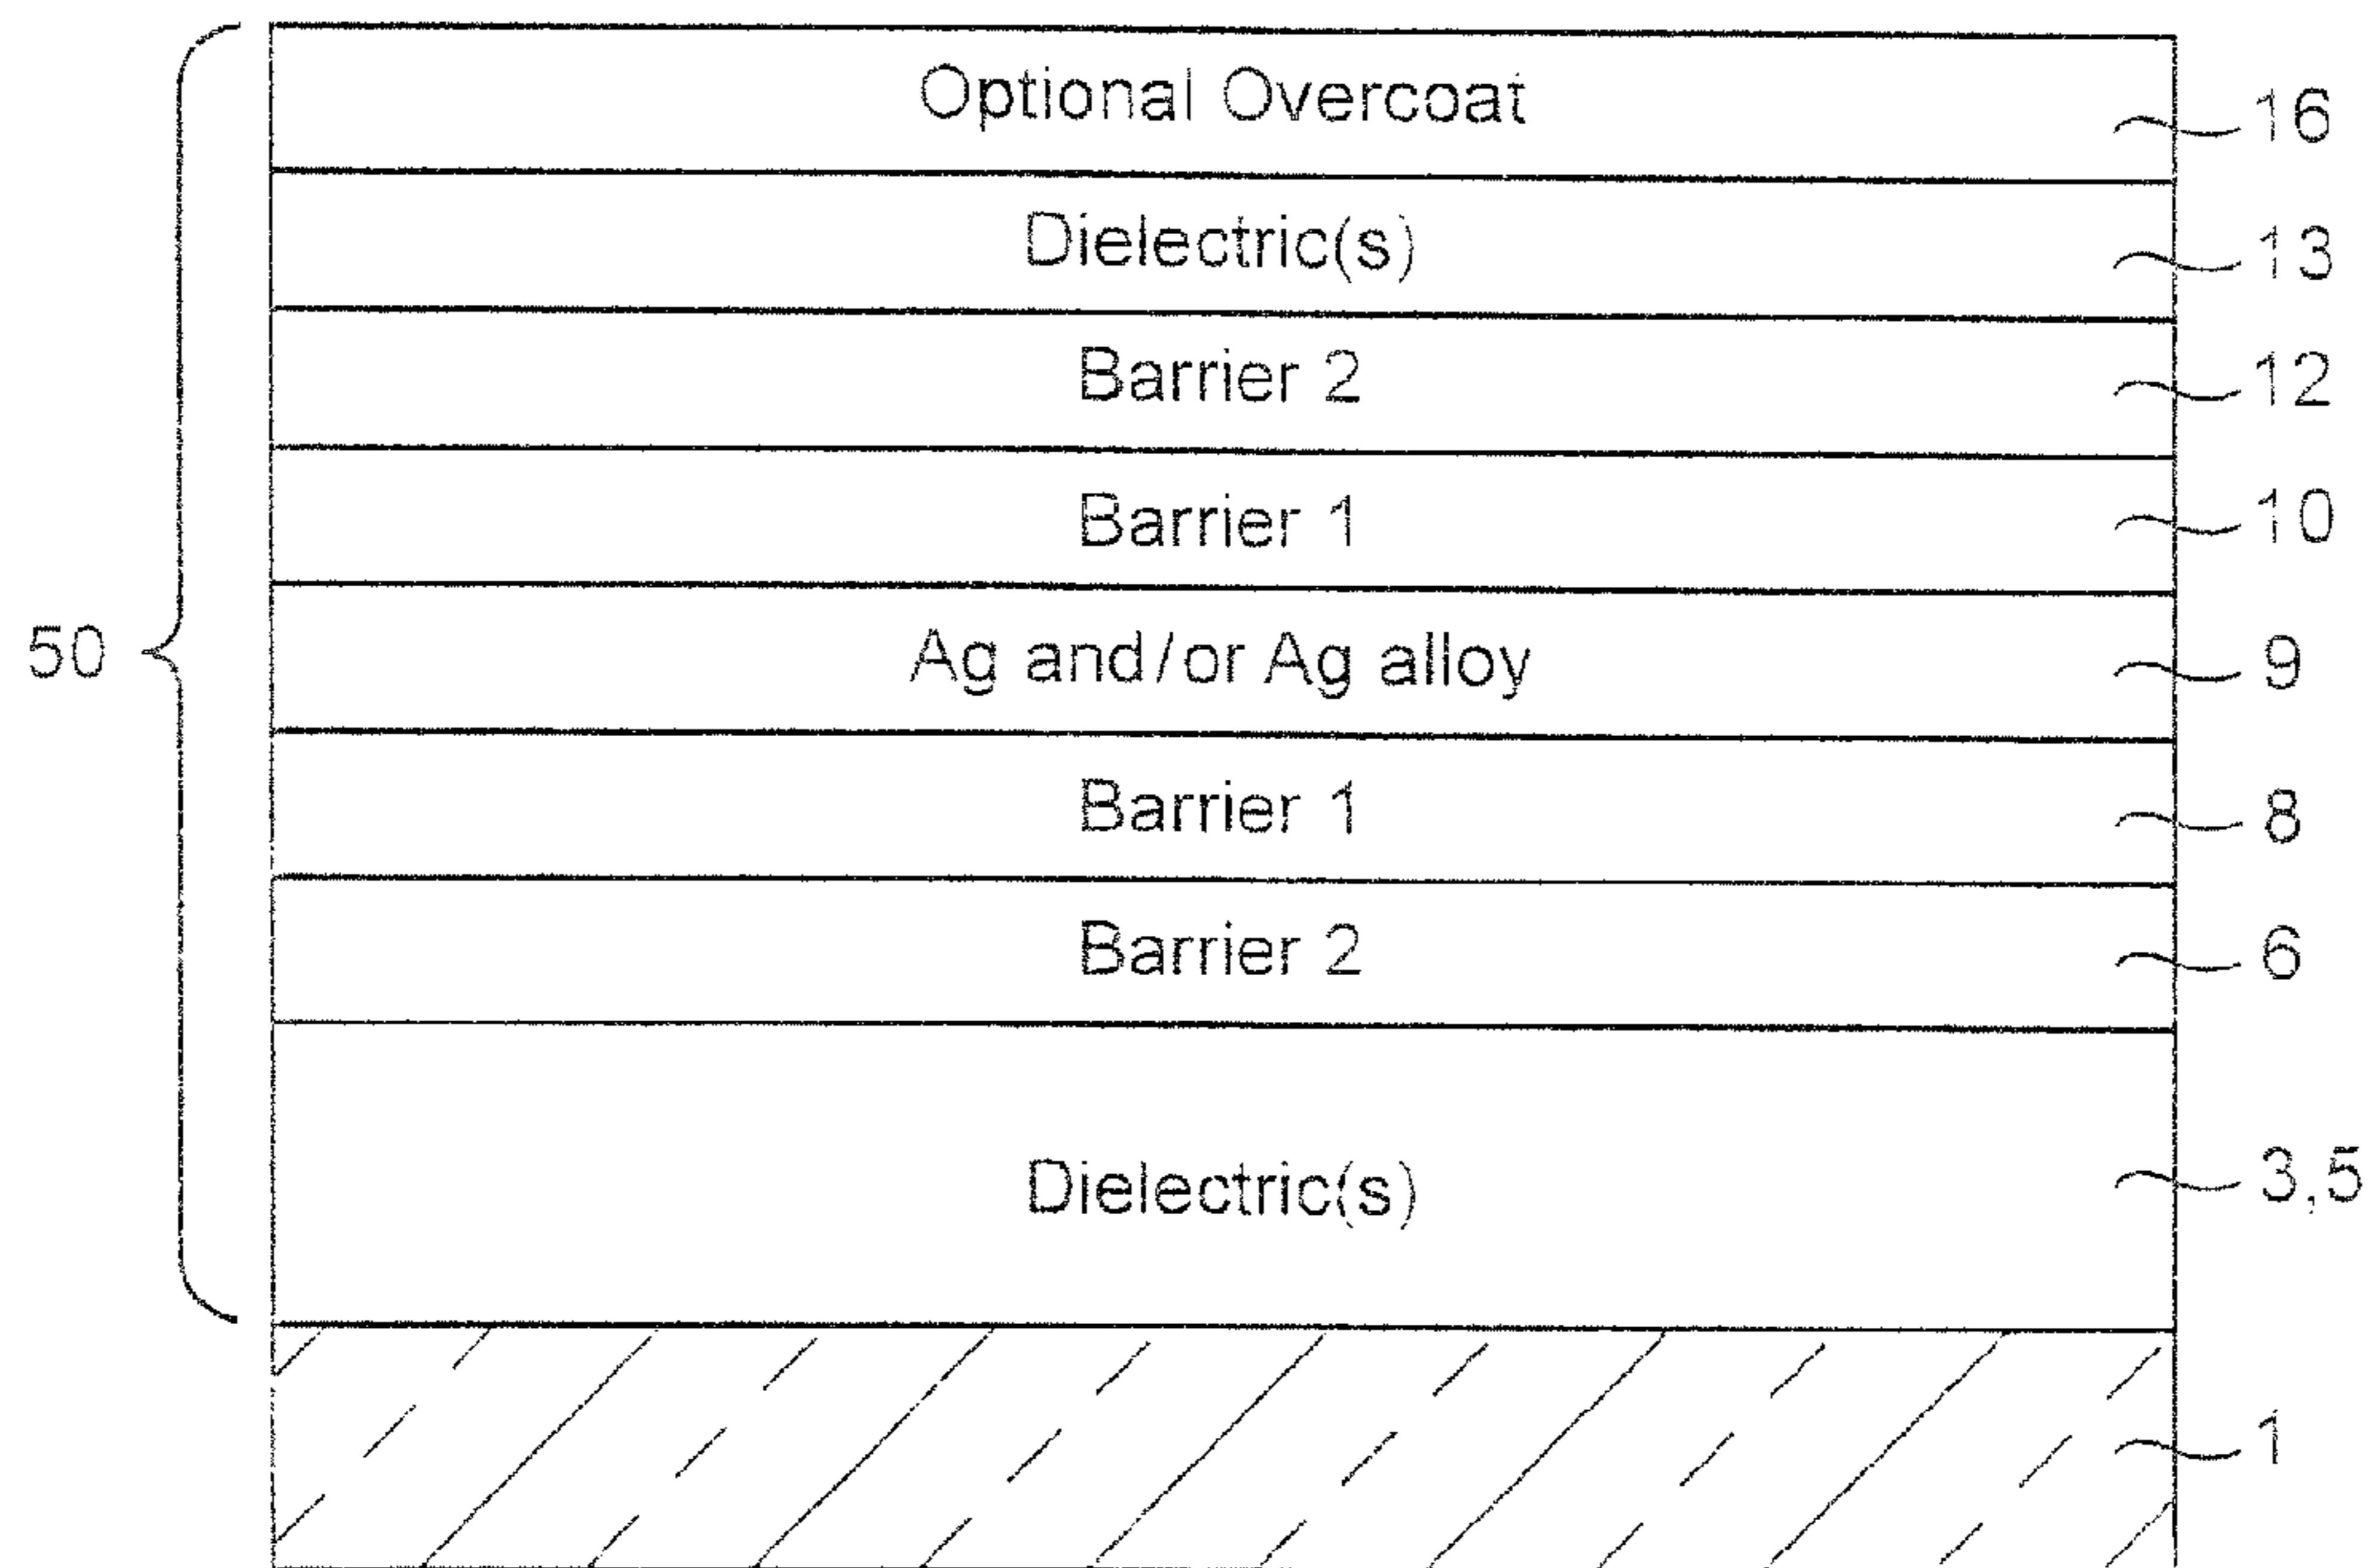 Optional Overcoat 16
Dielectric(s) 13
Barrier 2 12
Barrier 1 10
50 Ag and/or Ag alloy 9
Barrier 1 8
Barrier 2 6
Dielectric(s) 3,5
1